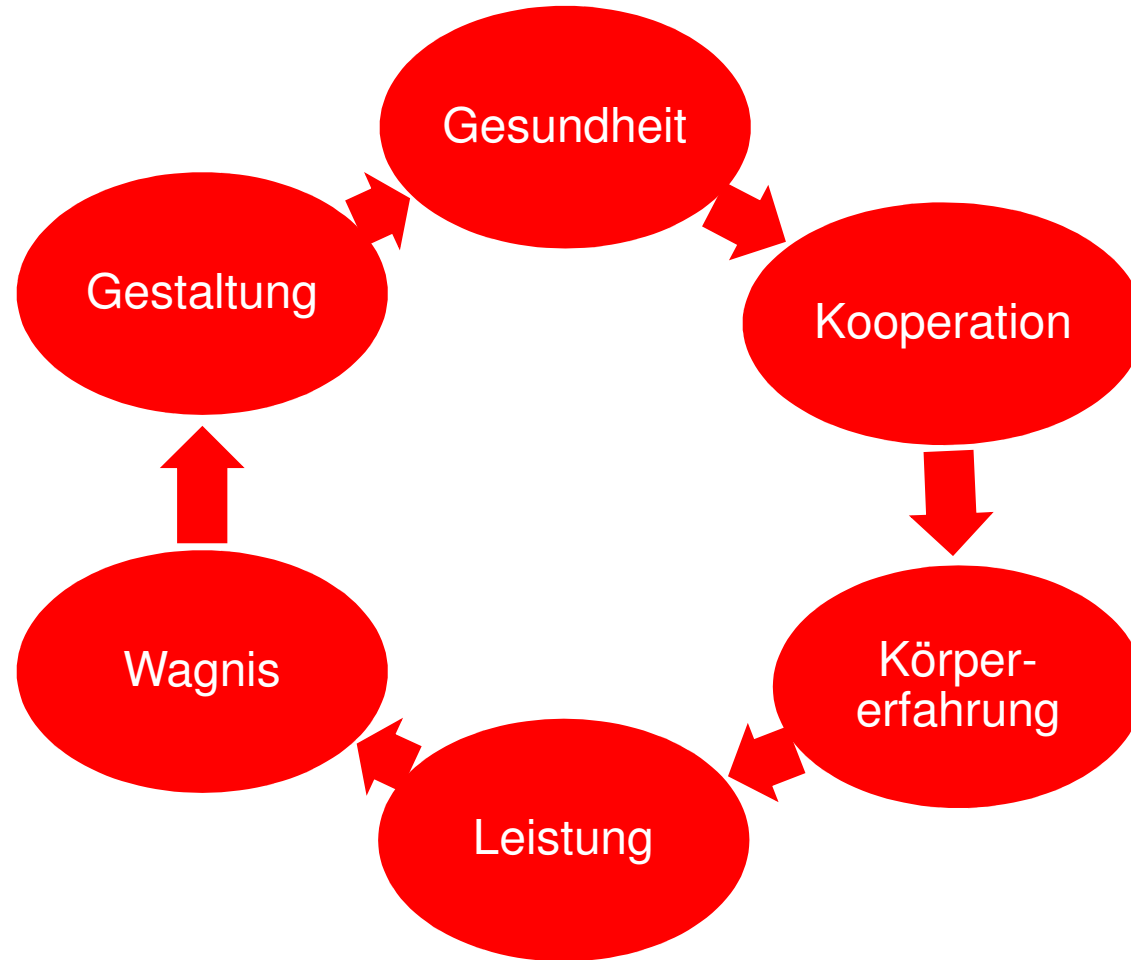 Gesundheit
Kooperation
Körper-
erfahrung
Leistung
Wagnis
Gestaltung